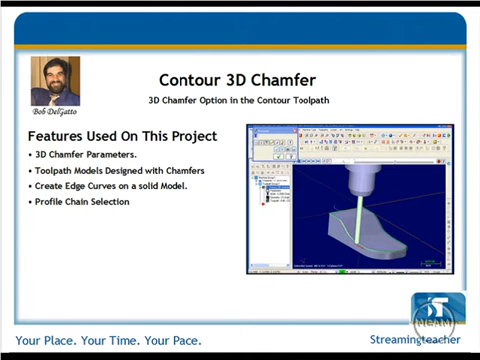 Contour 3D Chamfer
3D Chamfer Option in the Contour Toolpath
Bob DelGatto
Features Used On This Project
• 3D Chamfer Parameters.
• Toolpath Models Designed with Chamfers
• Create Edge Curves on a solid Model.
• Profile Chain Selection
Your Place. Your Time. Your Pace.
Streamingteacher